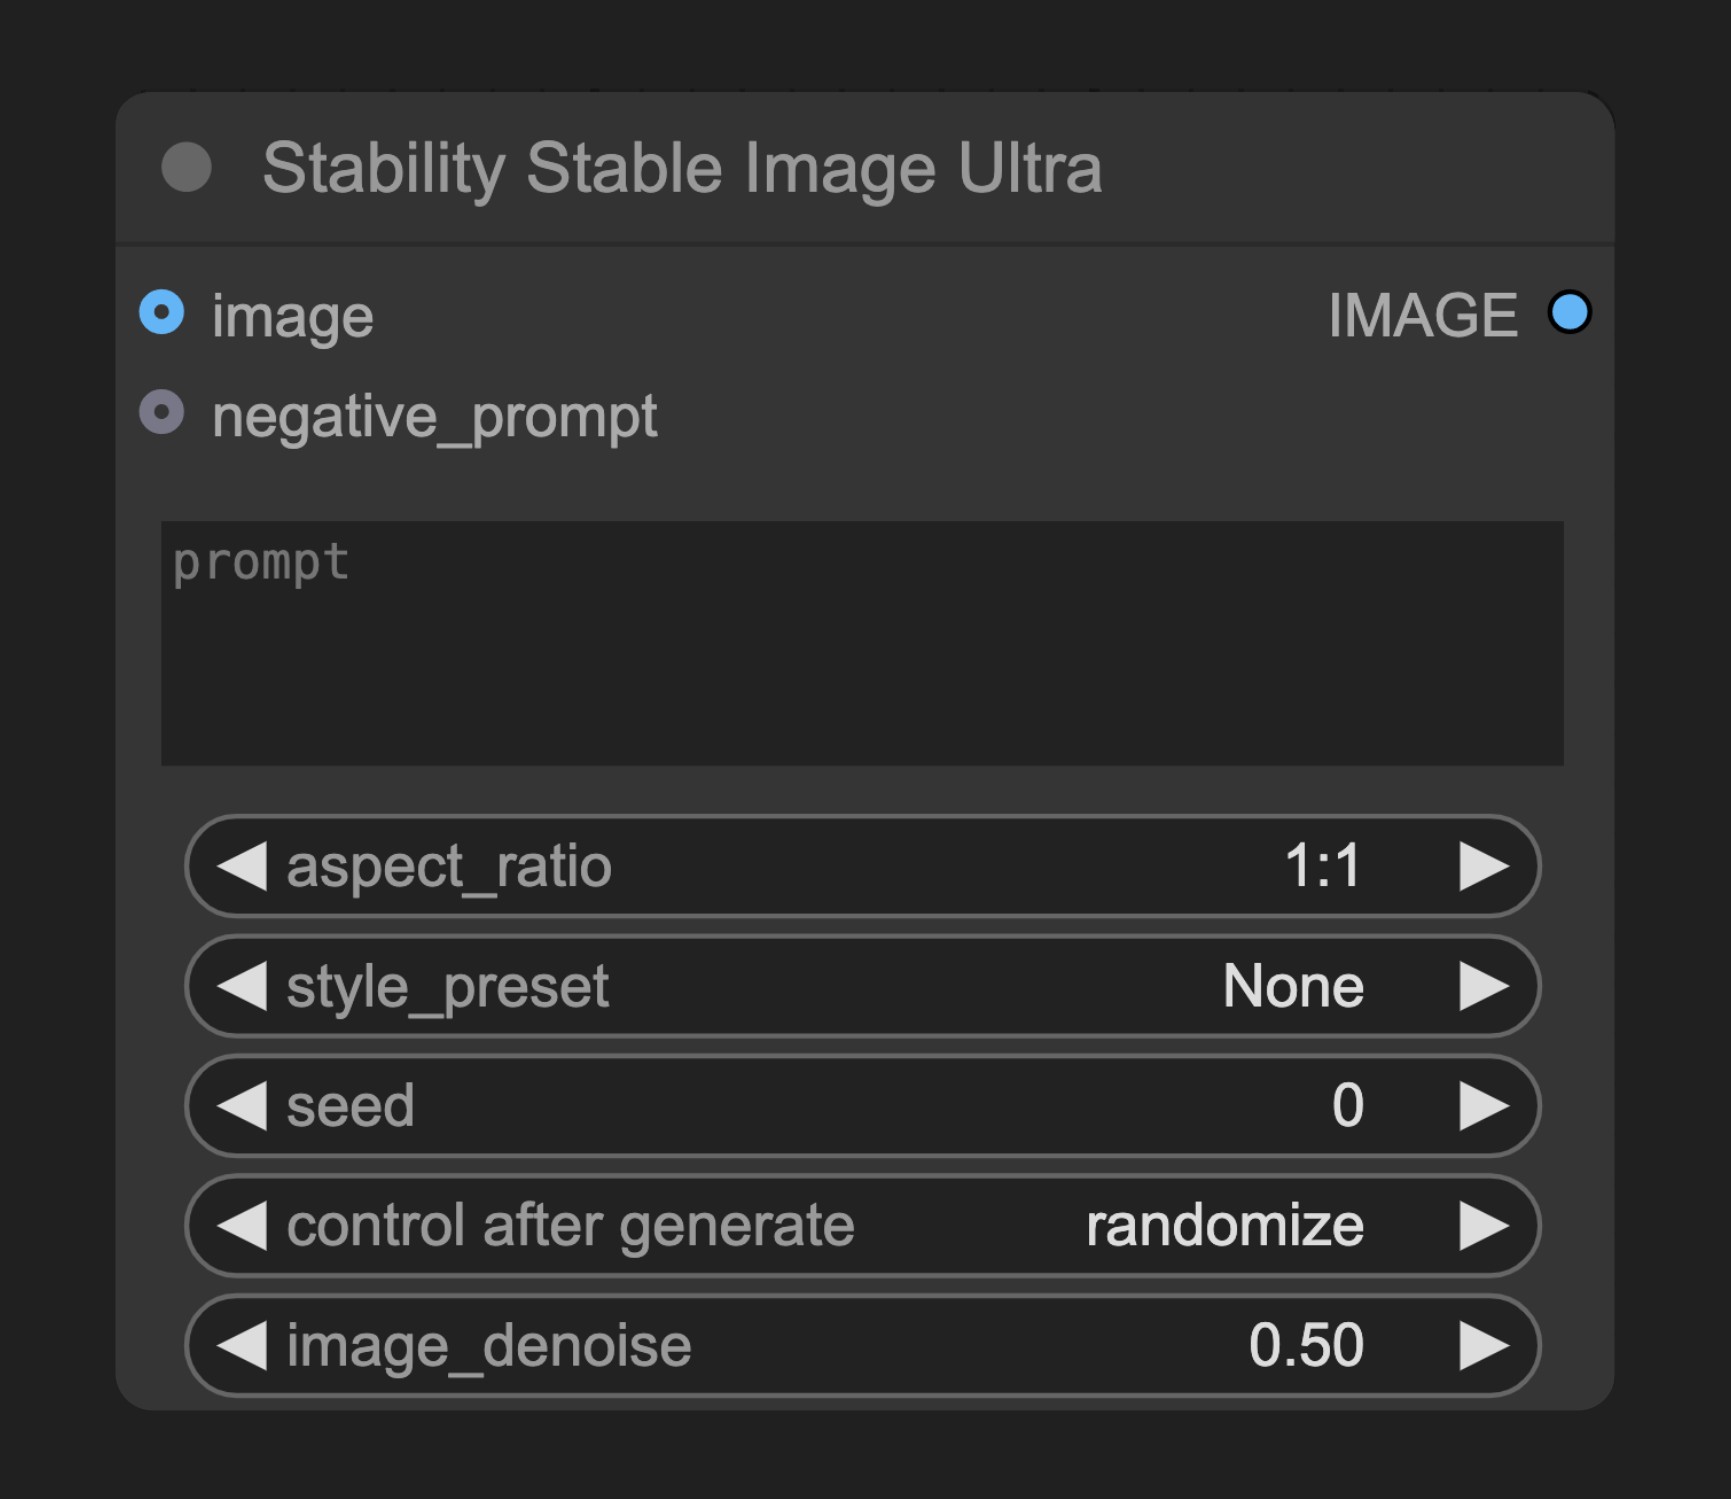 Stability Stable Image Ultra
image IMAGE
negative_prompt
prompt
aspect_ratio 1:1
style_preset None
seed 0
control after generate randomize
image_denoise 0.50